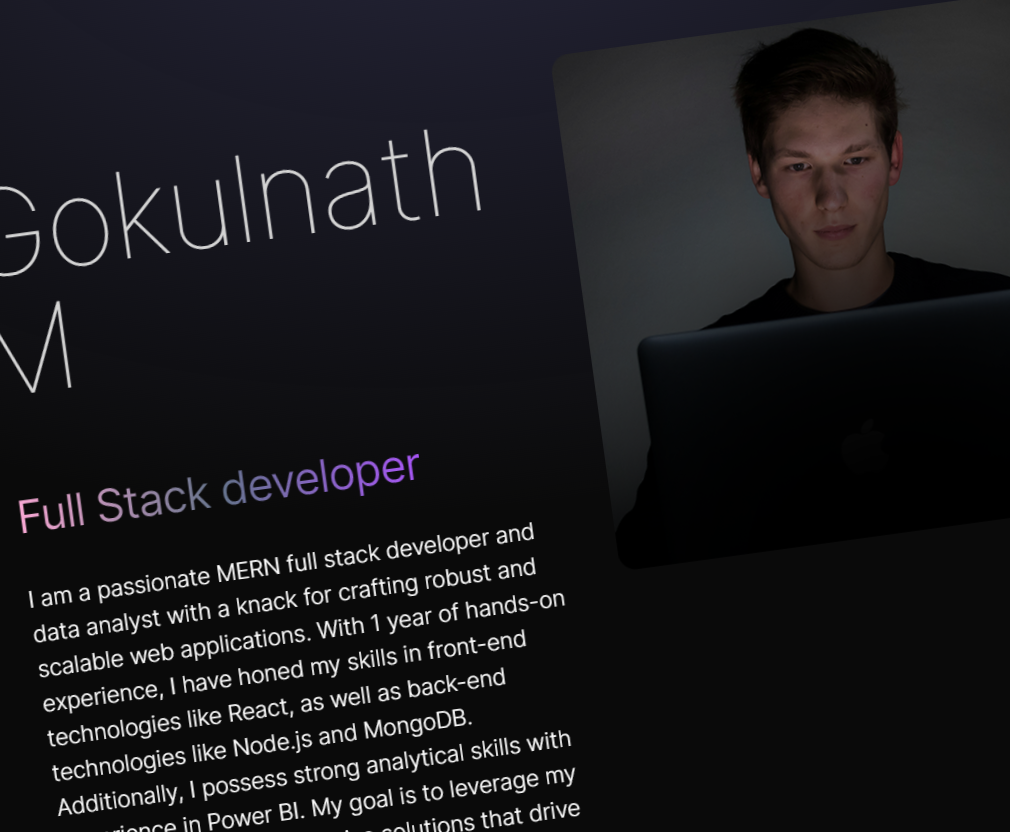 Gokulnath
M
Full Stack developer
I am a passionate MERN full stack developer and
data analyst with a knack for crafting robust and
scalable web applications. With 1 year of hands-on
experience, I have honed my skills in front-end
technologies like React, as well as back-end
technologies like Node.js and MongoDB.
Additionally, I possess strong analytical skills with
in Power BI. My goal is to leverage my
solutions that drive